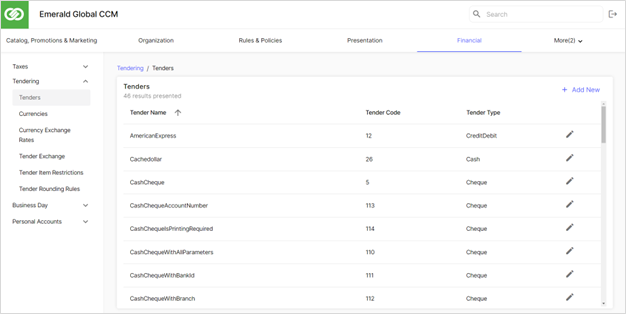 Emerald Global CCM
Search
Catalog, Promotions & Marketing Organization Rules & Policies Presentation Financial More(2)
Taxes
Tendering
Tenders
Currencies
Currency Exchange
Rates
Tender Exchange
Tender Item Restrictions
Tender Rounding Rules
Business Day
Personal Accounts
Tendering / Tenders
Tenders
46 results presented
+ Add New
Tender Name Tender Code Tender Type
AmericanExpress 12 CreditDebit
Cachedollar 26 Cash
CashCheque 5 Cheque
CashChequeAccountNumber 113 Cheque
CashChequeIsPrintingRequired 114 Cheque
CashChequeWithAllParameters 110 Cheque
CashChequeWithBankId 111 Cheque
CashChequeWithBranch 112 Cheque